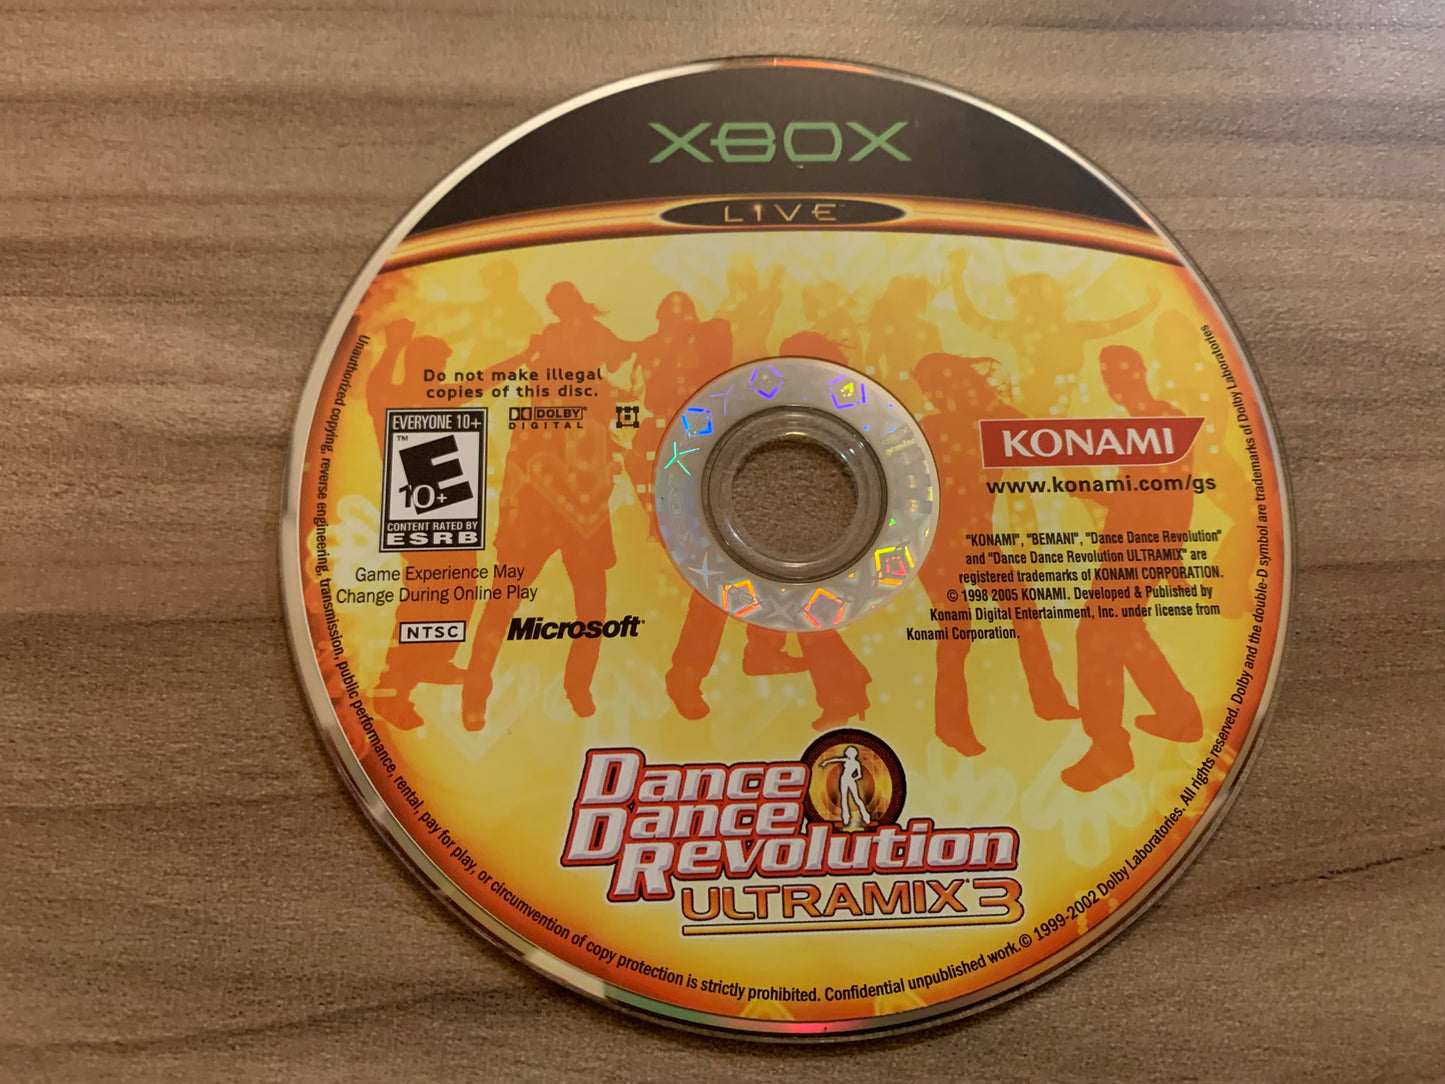 XBOX
LIVE™
Do not make illegal
copies of this disc.
EVERYONE 10+
™
E
10+
CONTENT RATED BY
ESRB
DOLBY®
DIGITAL
Game Experience May
Change During Online Play
NTSC
Microsoft®
KONAMI®
www.konami.com/gs
"KONAMI", "BEMANI", "Dance Dance Revolution"
and "Dance Dance Revolution ULTRAMIX" are
registered trademarks of KONAMI CORPORATION.
© 1998 2005 KONAMI. Developed & Published by
Konami Digital Entertainment, Inc. under license from
Konami Corporation.
Dance
Dance
Revolution
ULTRAMIX® 3
Unauthorized copying, reverse engineering, transmission, public performance, rental, pay for play, or circumvention of copy protection is strictly prohibited. Confidential unpublished work.© 1999-2002 Dolby Laboratories. All rights reserved. Dolby and the double-D symbol are trademarks of Dolby Laboratories